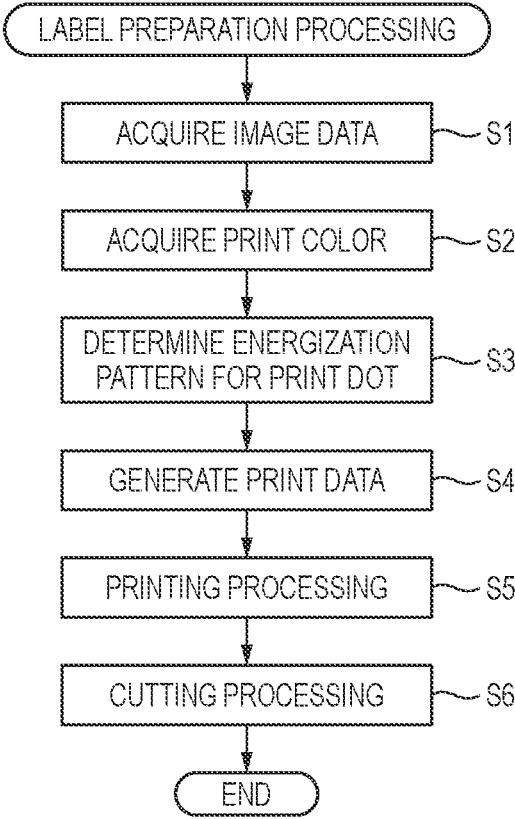 LABEL PREPARATION PROCESSING
ACQUIRE IMAGE DATA
S1
ACQUIRE PRINT COLOR
S2
DETERMINE ENERGIZATION
PATTERN FOR PRINT DOT
S3
GENERATE PRINT DATA
S4
PRINTING PROCESSING
S5
CUTTING PROCESSING
S6
END